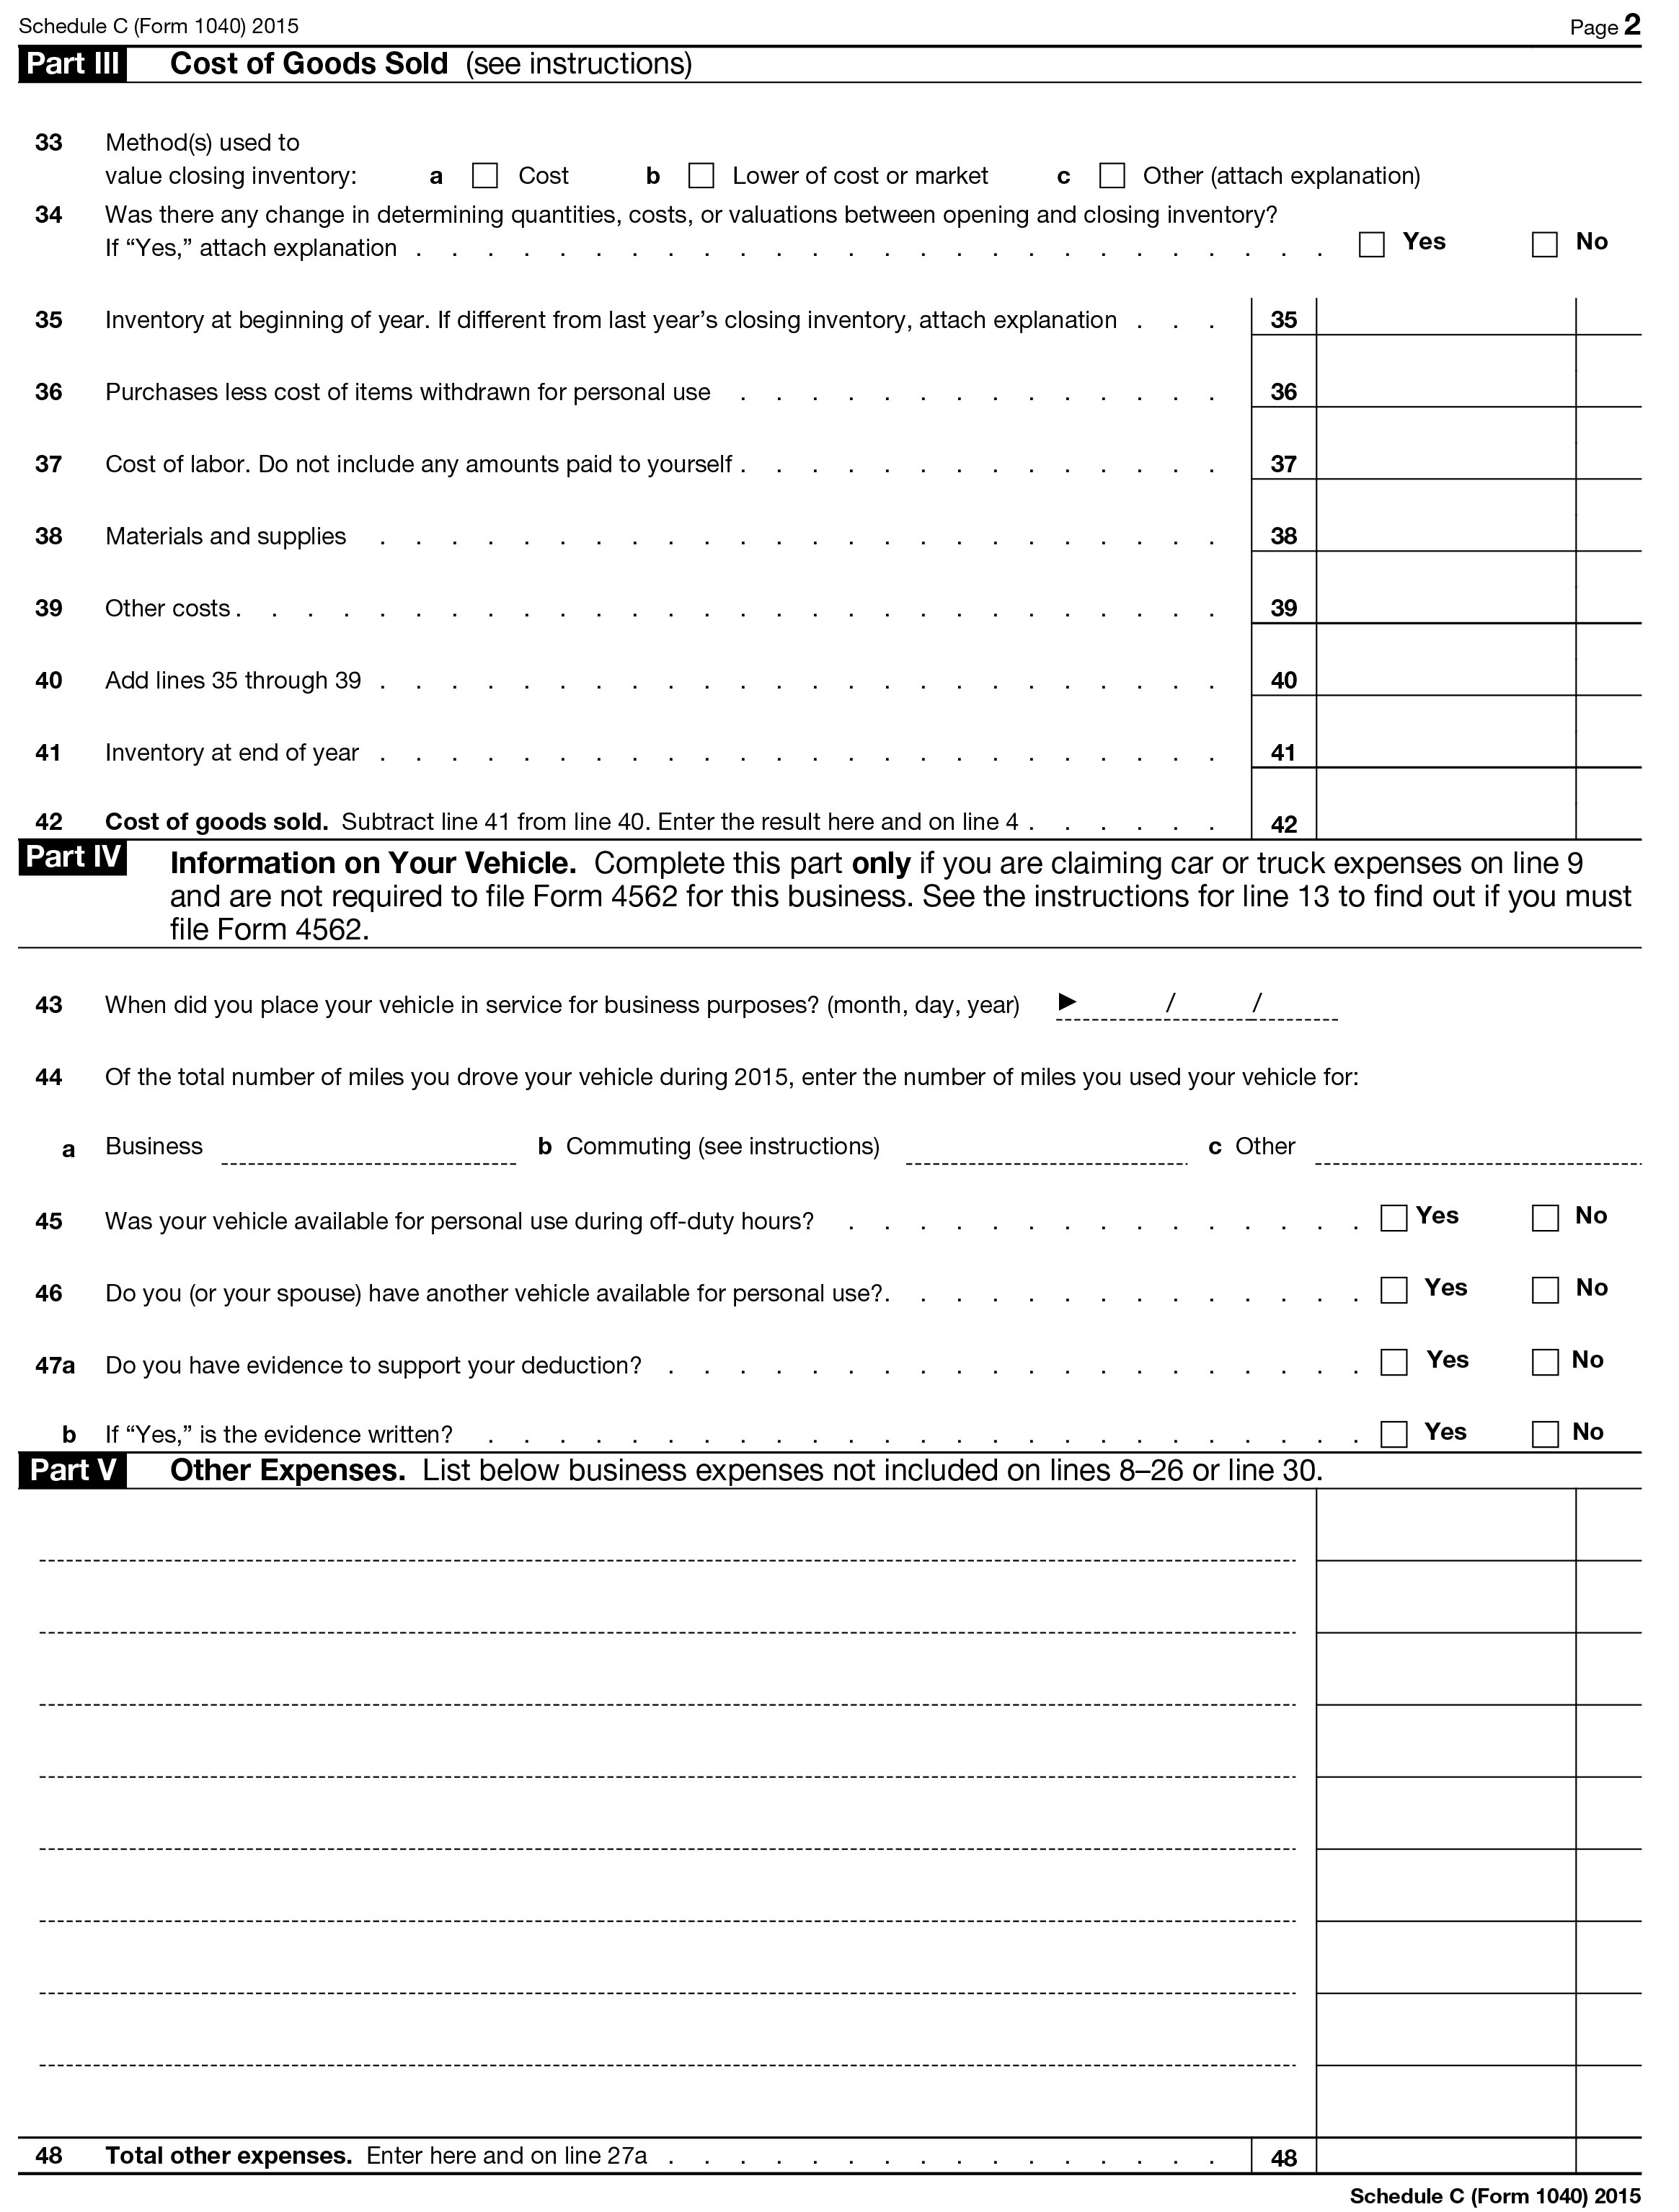 Schedule C (Form 1040) 2015 Page 2
Part III Cost of Goods Sold (see instructions)
33 Method(s) used to
value closing inventory: a Cost b Lower of cost or market c Other (attach explanation)
34 Was there any change in determining quantities, costs, or valuations between opening and closing inventory?
If “Yes,” attach explanation . . . . . . . . . . . . . . . . . . . . . . . . . . Yes No
35 Inventory at beginning of year. If different from last year’s closing inventory, attach explanation . . . 35
36 Purchases less cost of items withdrawn for personal use . . . . . . . . . . . . . . 36
37 Cost of labor. Do not include any amounts paid to yourself . . . . . . . . . . . . . . 37
38 Materials and supplies . . . . . . . . . . . . . . . . . . . . . . . . 38
39 Other costs . . . . . . . . . . . . . . . . . . . . . . . . . . . . 39
40 Add lines 35 through 39 . . . . . . . . . . . . . . . . . . . . . . . . 40
41 Inventory at end of year . . . . . . . . . . . . . . . . . . . . . . . . 41
42 Cost of goods sold. Subtract line 41 from line 40. Enter the result here and on line 4 . . . . . . 42
Part IV Information on Your Vehicle. Complete this part only if you are claiming car or truck expenses on line 9
and are not required to file Form 4562 for this business. See the instructions for line 13 to find out if you must
file Form 4562.
43 When did you place your vehicle in service for business purposes? (month, day, year) ▶ / /
44 Of the total number of miles you drove your vehicle during 2015, enter the number of miles you used your vehicle for:
a Business b Commuting (see instructions) c Other
45 Was your vehicle available for personal use during off-duty hours? . . . . . . . . . . . . . . . Yes No
46 Do you (or your spouse) have another vehicle available for personal use? . . . . . . . . . . . . . . Yes No
47a Do you have evidence to support your deduction? . . . . . . . . . . . . . . . . . . . . Yes No
b If “Yes,” is the evidence written? . . . . . . . . . . . . . . . . . . . . . . . . . Yes No
Part V Other Expenses. List below business expenses not included on lines 8–26 or line 30.
48 Total other expenses. Enter here and on line 27a . . . . . . . . . . . . . . . . 48
Schedule C (Form 1040) 2015